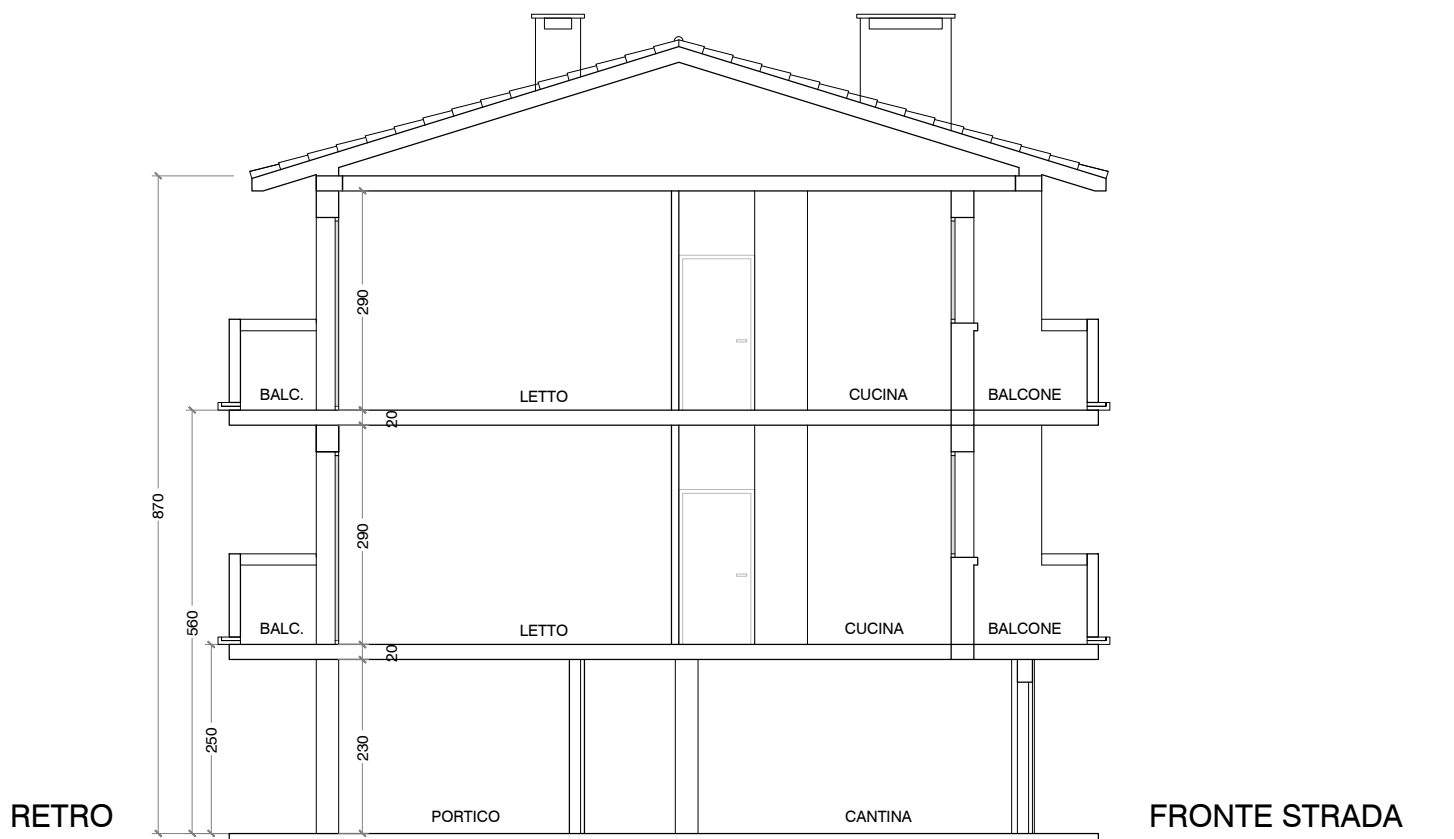 290
BALC.
LETTO
CUCINA
BALCONE
20
870
290
560
BALC.
LETTO
CUCINA
BALCONE
20
250
230
RETRO
PORTICO
CANTINA
FRONTE STRADA